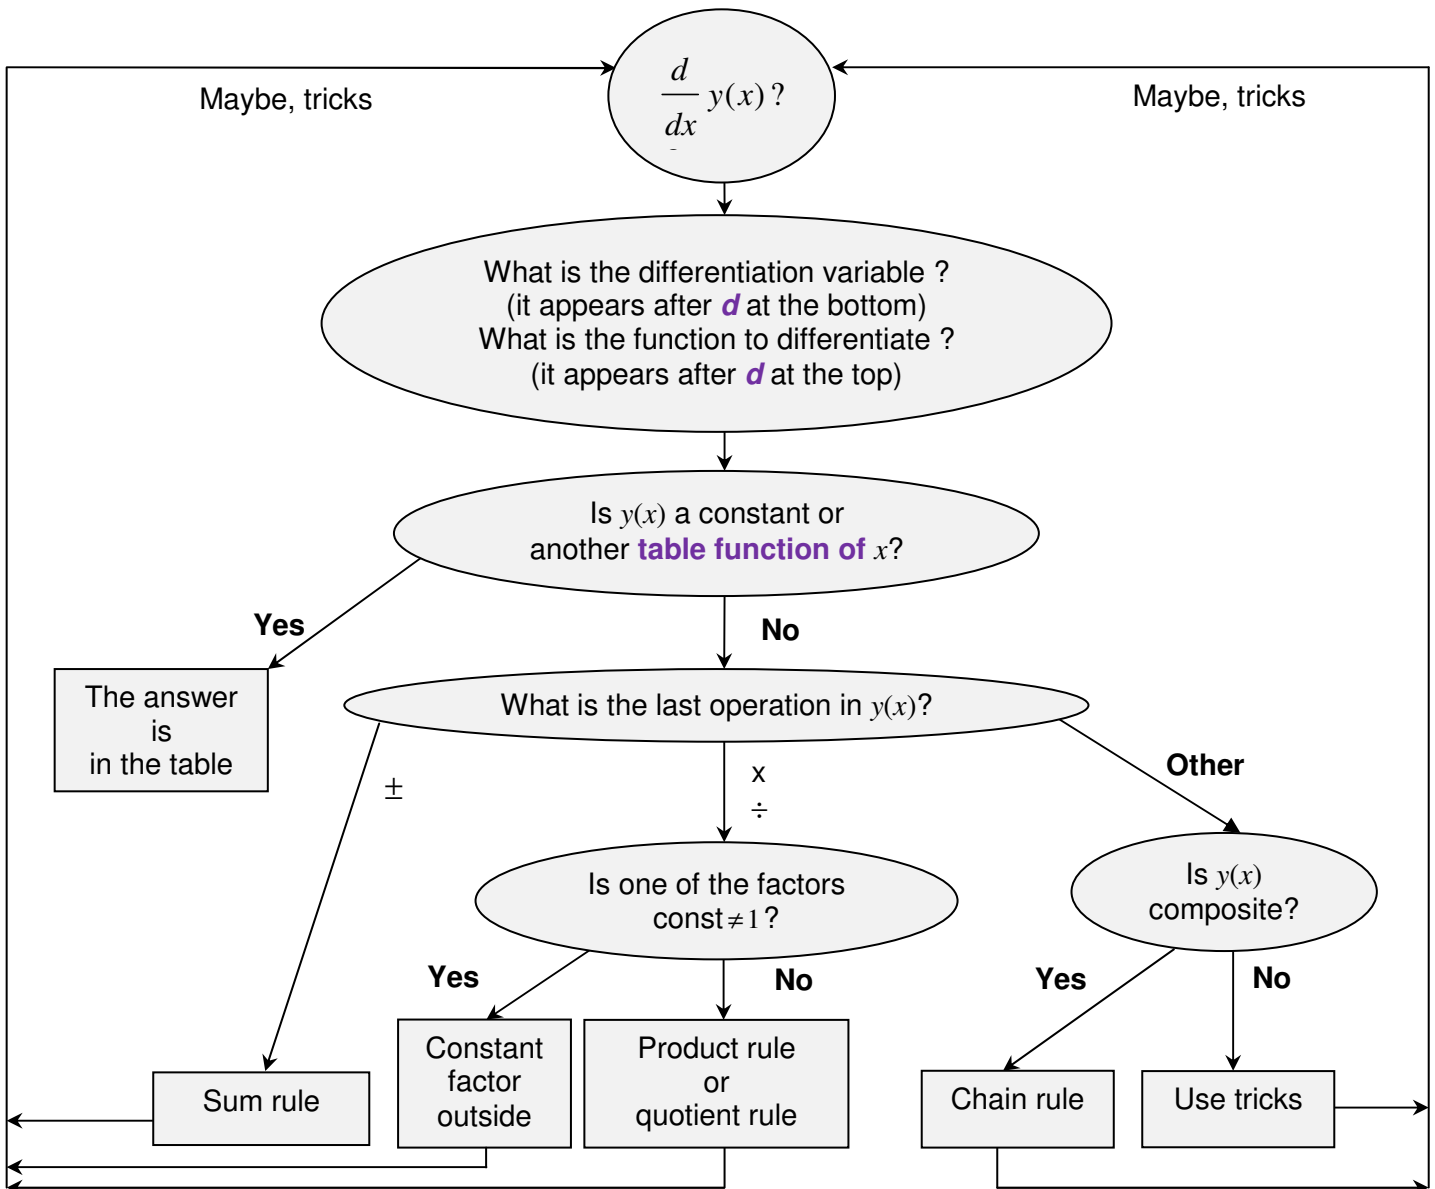 d
dx y(x) ?
Maybe, tricks
Maybe, tricks
What is the differentiation variable ?
(it appears after d at the bottom)
What is the function to differentiate ?
(it appears after d at the top)
Is y(x) a constant or
another table function of x?
Yes
No
The answer
is
in the table
What is the last operation in y(x)?
±
x
÷
Other
Is one of the factors
const ≠ 1 ?
Is y(x)
composite?
Yes
No
Yes
No
Sum rule
Constant
factor
outside
Product rule
or
quotient rule
Chain rule
Use tricks